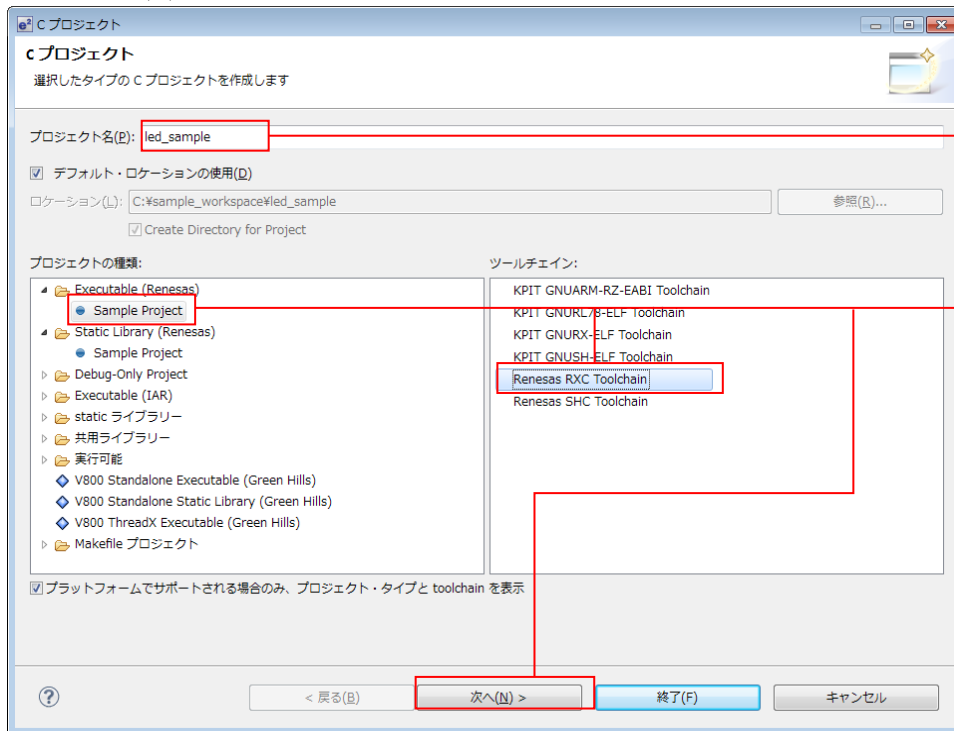 e² C プロジェクト
C プロジェクト
選択したタイプの C プロジェクトを作成します
プロジェクト名(P): led_sample
デフォルト・ロケーションの使用(D)
ロケーション(L): C:¥sample_workspace¥led_sample 参照(R)...
Create Directory for Project
プロジェクトの種類:
Executable (Renesas)
Sample Project
Static Library (Renesas)
Sample Project
Debug-Only Project
Executable (IAR)
static ライブラリー
共用ライブラリー
実行可能
V800 Standalone Executable (Green Hills)
V800 Standalone Static Library (Green Hills)
V800 ThreadX Executable (Green Hills)
Makefile プロジェクト
ツールチェイン:
KPIT GNUARM-RZ-EABI Toolchain
KPIT GNURL78-ELF Toolchain
KPIT GNURX-ELF Toolchain
KPIT GNUSH-ELF Toolchain
Renesas RXC Toolchain
Renesas SHC Toolchain
プラットフォームでサポートされる場合のみ、プロジェクト・タイプと toolchain を表示
? < 戻る(B) 次へ(N) > 終了(F) キャンセル